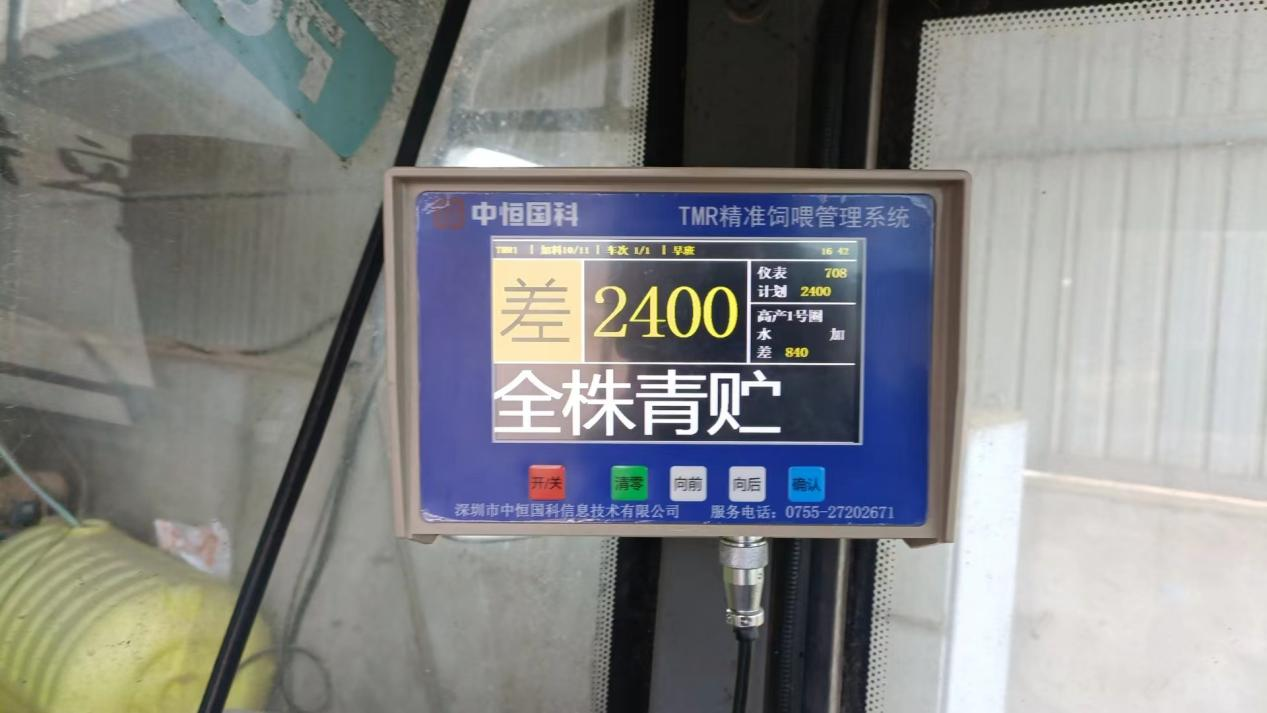 中恒国科 TMR精准饲喂管理系统
TMR1 | 加料10/11 | 车次 1/1 | 早班 16 42
差 2400
仪表 708
计划 2400
高产1号圈
水 加
差 840
全株青贮
开/关 清零 向前 向后 确认
深圳市中恒国科信息技术有限公司 服务电话：0755-27202671